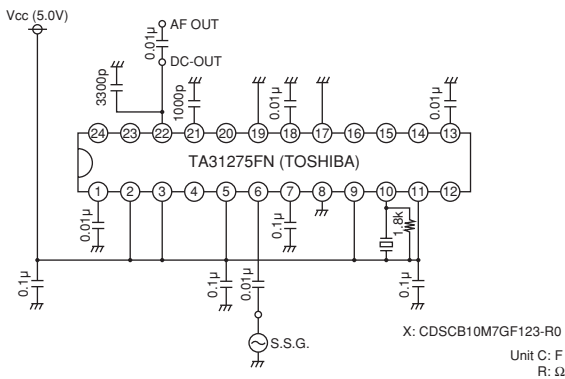 Vcc (5.0V)
AF OUT
0.01μ
DC-OUT
3300p
1000p
0.01μ
0.01μ
24 23 22 21 20 19 18 17 16 15 14 13
TA31275FN (TOSHIBA)
1 2 3 4 5 6 7 8 9 10 11 12
0.01μ
0.1μ
1.8k
0.1μ
0.1μ
0.01μ
0.1μ
S.S.G.
X: CDSCB10M7GF123-R0
Unit C: F
R: Ω